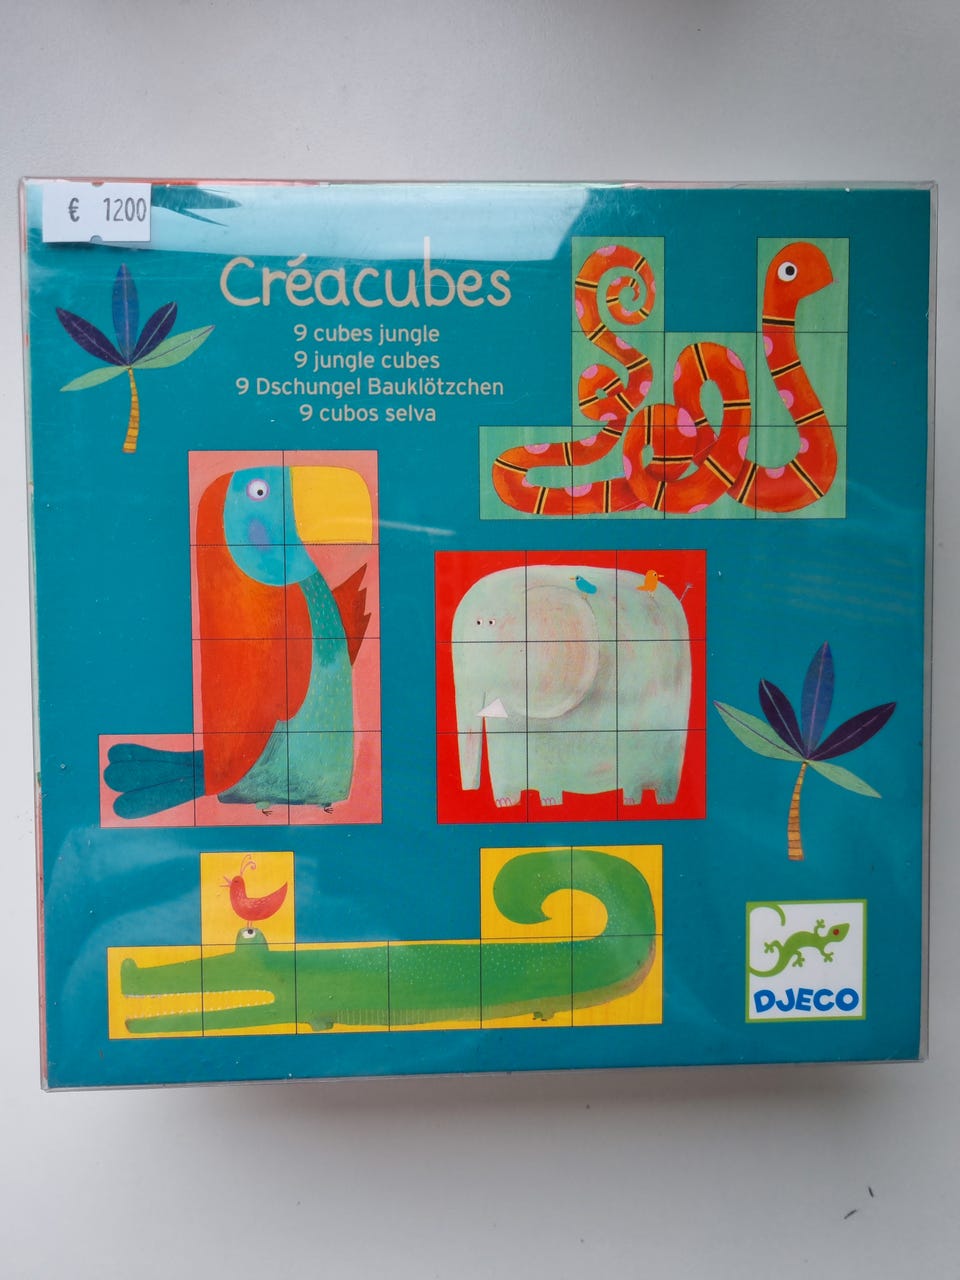 € 1200
Créacubes
9 cubes jungle
9 jungle cubes
9 Dschungel Bauklötzchen
9 cubos selva
DJECO